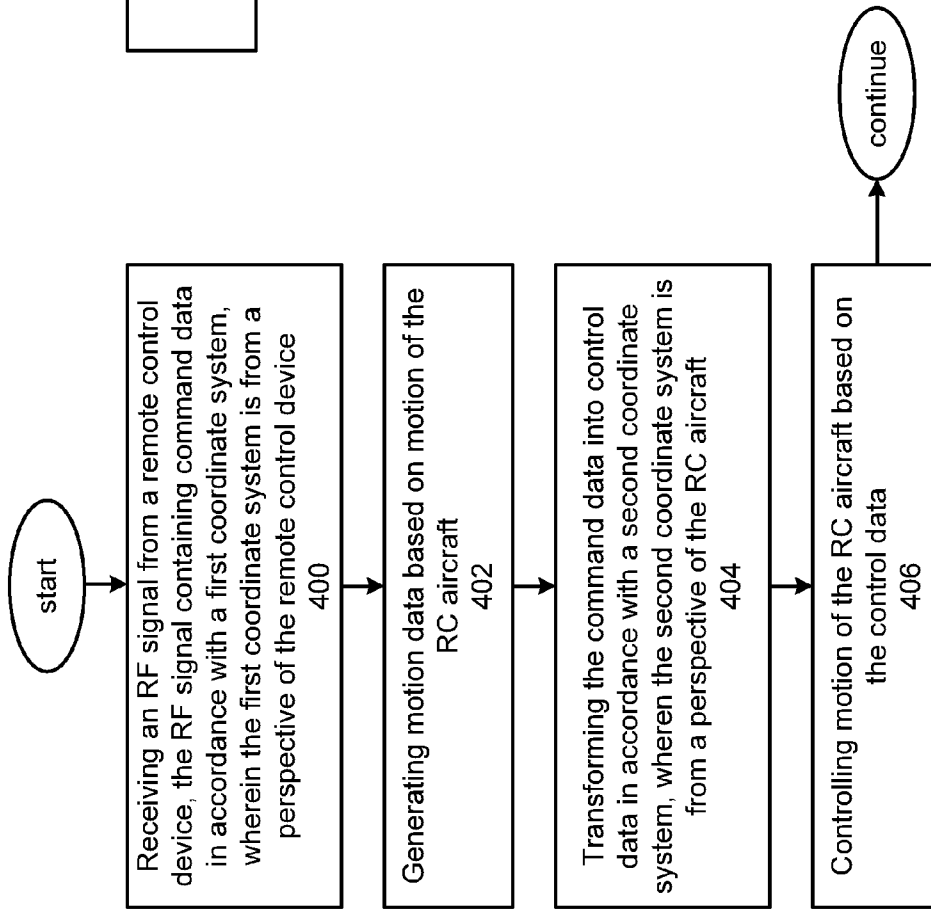 start
Receiving an RF signal from a remote control
device, the RF signal containing command data
in accordance with a first coordinate system,
wherein the first coordinate system is from a
perspective of the remote control device
400
Generating motion data based on motion of the
RC aircraft
402
Transforming the command data into control
data in accordance with a second coordinate
system, wheren the second coordinate system is
from a perspective of the RC aircraft
404
Controlling motion of the RC aircraft based on
the control data
406
continue